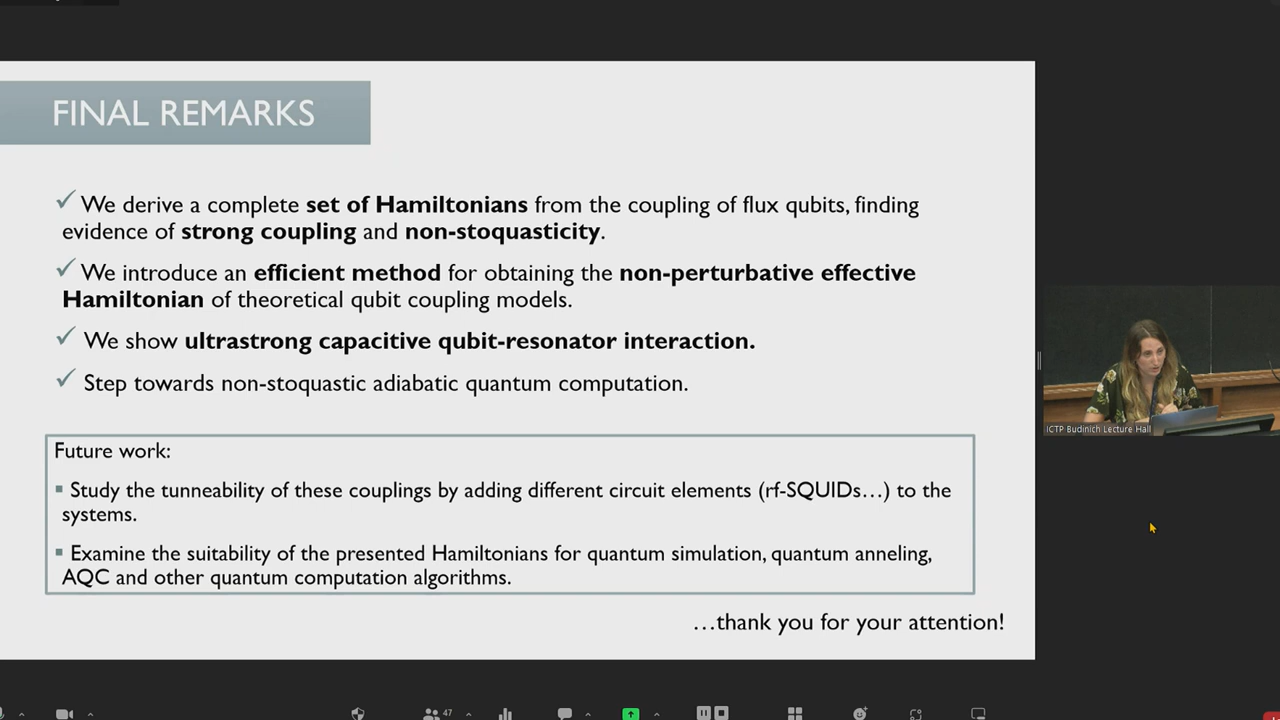 FINAL REMARKS
✓ We derive a complete set of Hamiltonians from the coupling of flux qubits, finding
evidence of strong coupling and non-stoquasticity.
✓ We introduce an efficient method for obtaining the non-perturbative effective
Hamiltonian of theoretical qubit coupling models.
✓ We show ultrastrong capacitive qubit-resonator interaction.
✓ Step towards non-stoquastic adiabatic quantum computation.
Future work:
▪ Study the tunneability of these couplings by adding different circuit elements (rf-SQUIDs…) to the
systems.
▪ Examine the suitability of the presented Hamiltonians for quantum simulation, quantum anneling,
AQC and other quantum computation algorithms.
…thank you for your attention!
ICTP Budinich Lecture Hall
47